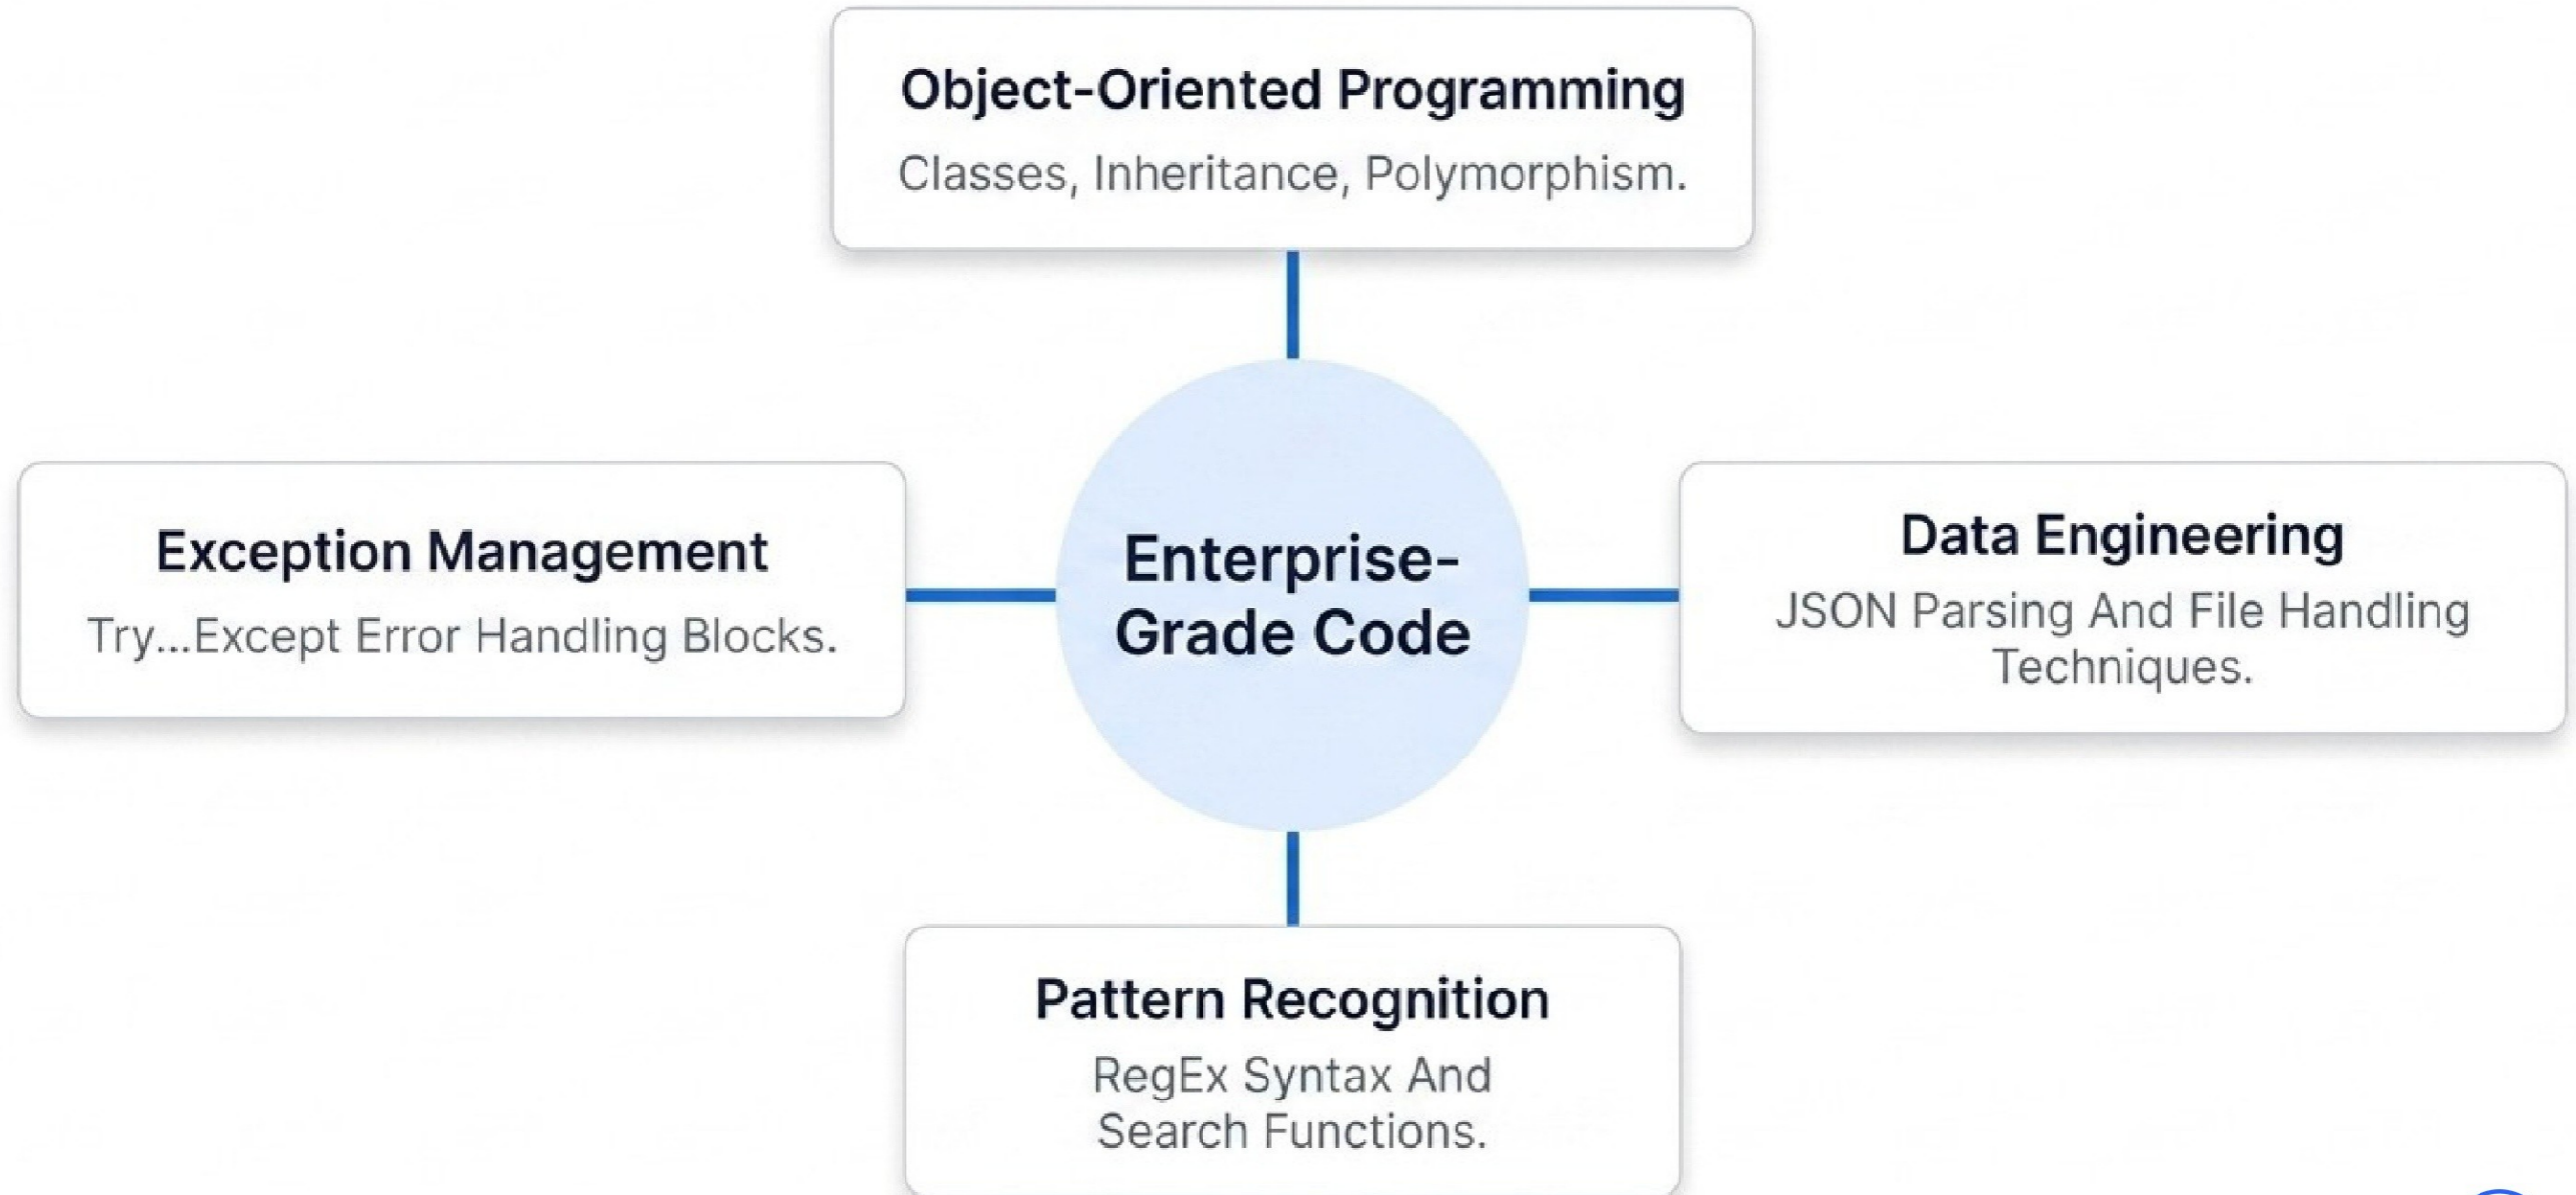 Object-Oriented Programming
Classes, Inheritance, Polymorphism.
Exception Management
Try...Except Error Handling Blocks.
Enterprise-
Grade Code
Data Engineering
JSON Parsing And File Handling
Techniques.
Pattern Recognition
RegEx Syntax And
Search Functions.